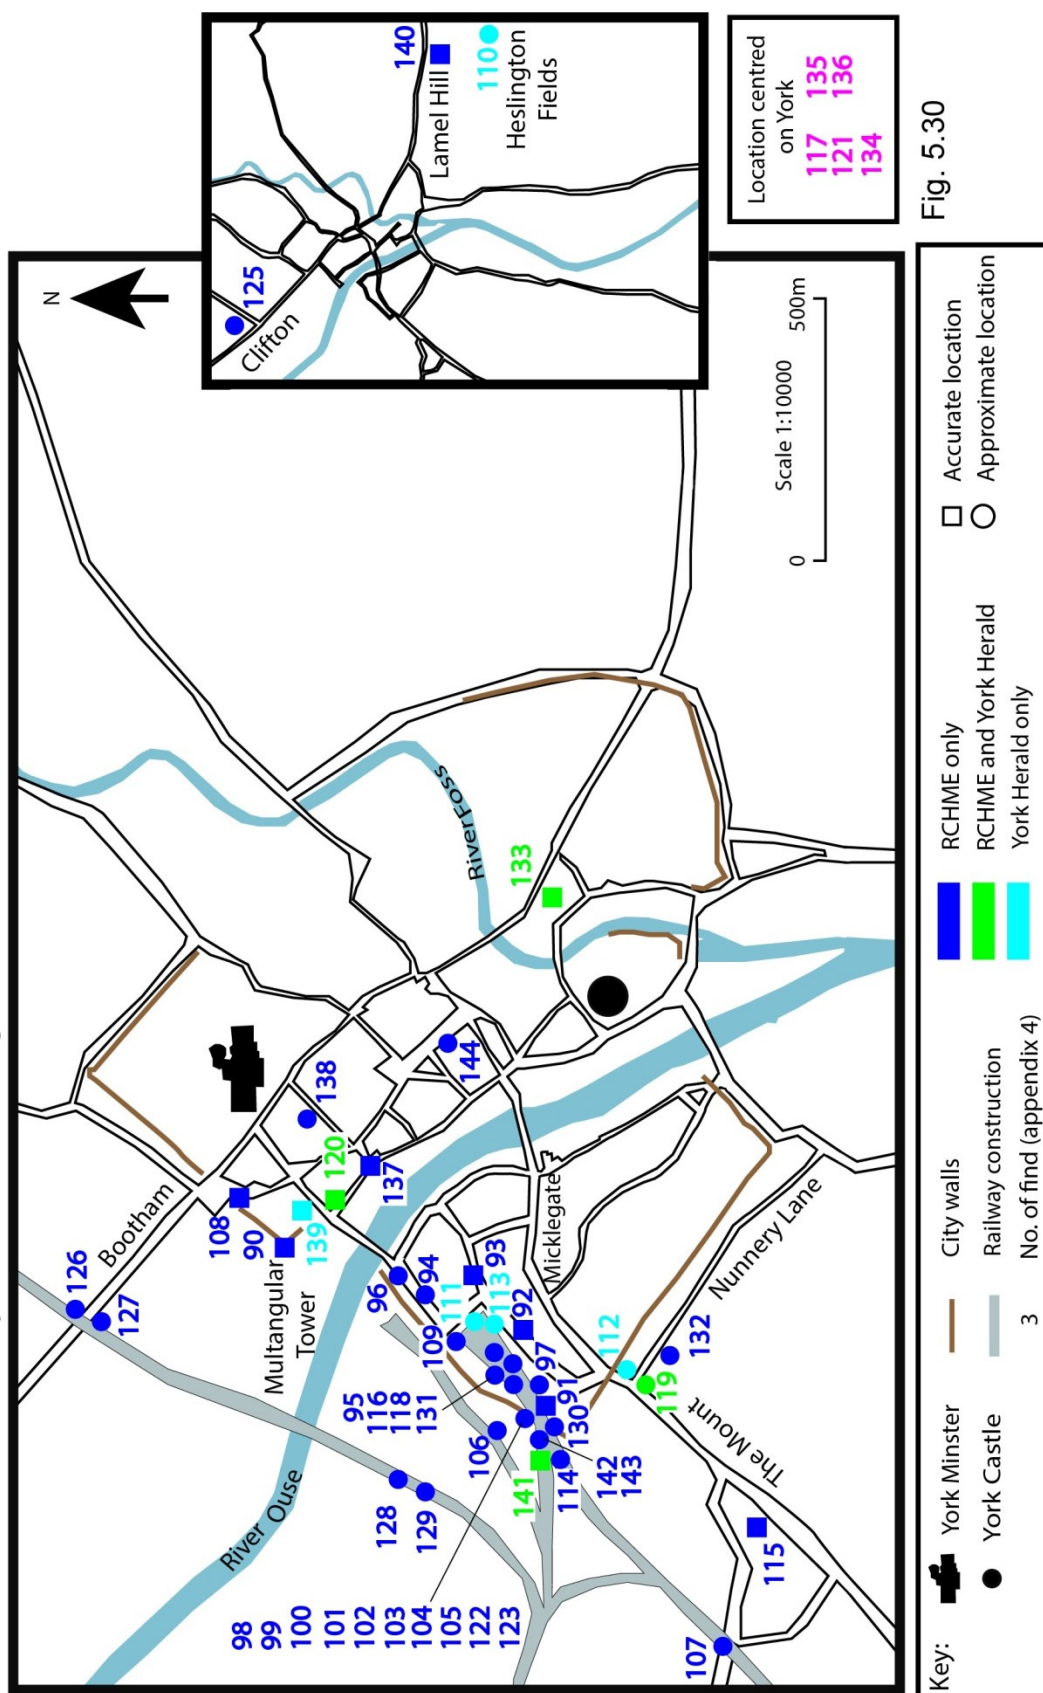 N
125
Clifton
140
Lamel Hill
110
Heslington
Fields
Location centred
on York
117 135
121 136
134
Fig. 5.30
126
127
Bootham
108
90
138
120
139
137
Multangular
Tower
River Ouse
River Foss
133
144
96
94
109
111
93
113
92
Micklegate
95
116
118
131
97
91
106
130
141
114
142
143
128
129
98
99
100
101
102
103
104
105
122
123
112
119
132
Nunnery Lane
The Mount
115
107
Scale 1:10000
0 500m
Key:
York Minster
York Castle
City walls
Railway construction
3 No. of find (appendix 4)
RCHME only
RCHME and York Herald
York Herald only
Accurate location
Approximate location